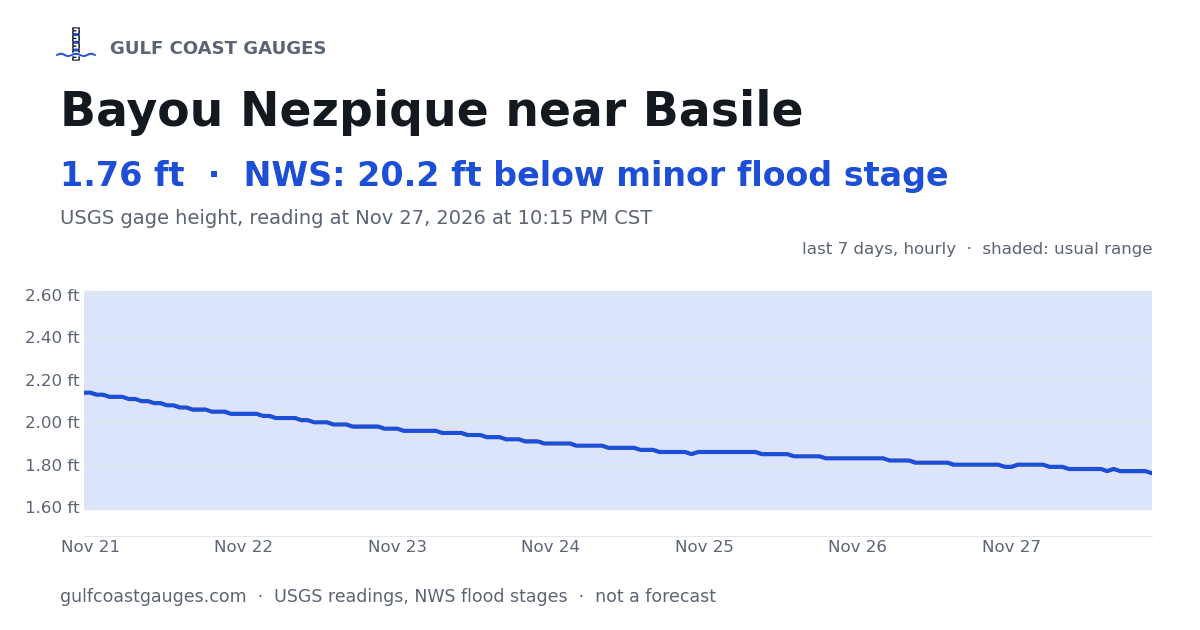 GULF COAST GAUGES
Bayou Nezpique near Basile
1.76 ft · NWS: 20.2 ft below minor flood stage
USGS gage height, reading at Nov 27, 2026 at 10:15 PM CST
last 7 days, hourly · shaded: usual range
2.60 ft
2.40 ft
2.20 ft
2.00 ft
1.80 ft
1.60 ft
Nov 21 Nov 22 Nov 23 Nov 24 Nov 25 Nov 26 Nov 27
gulfcoastgauges.com · USGS readings, NWS flood stages · not a forecast